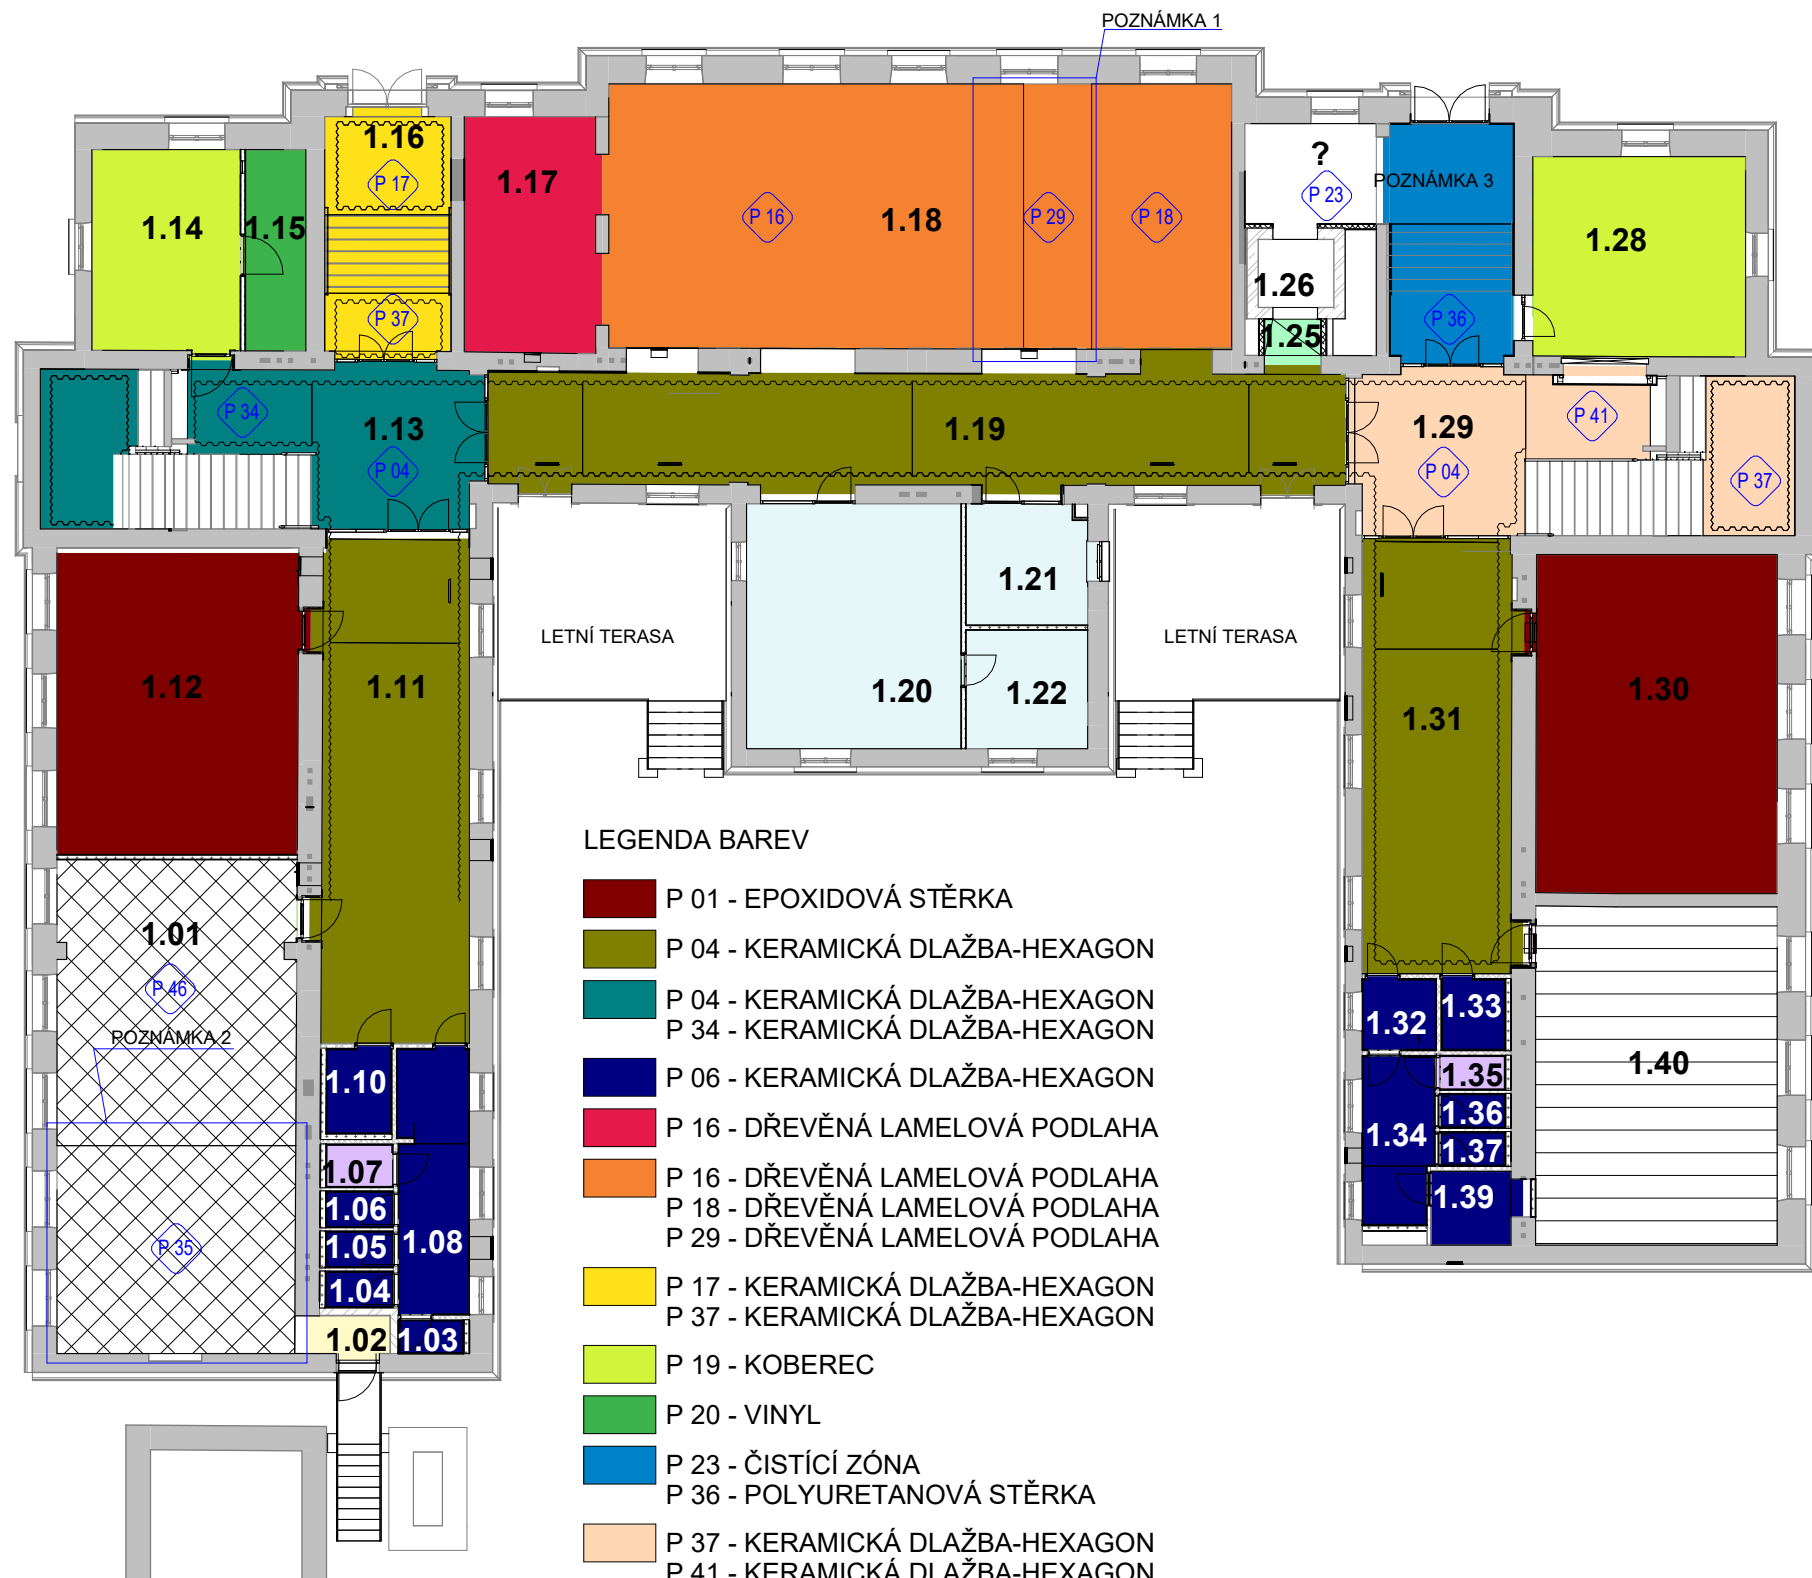 POZNÁMKA 1
1.16
P 17
1.17
?
P 23
POZNÁMKA 3
1.14
1.15
P 16
1.18
P 29
P 18
1.28
1.26
P 37
1.25
P 36
P 34
1.13
P 04
1.19
1.29
P 04
P 41
P 37
LETNÍ TERASA
1.21
LETNÍ TERASA
1.12
1.11
1.20
1.22
1.31
1.30
LEGENDA BAREV
P 01 - EPOXIDOVÁ STĚRKA
P 04 - KERAMICKÁ DLAŽBA-HEXAGON
P 04 - KERAMICKÁ DLAŽBA-HEXAGON
P 34 - KERAMICKÁ DLAŽBA-HEXAGON
P 06 - KERAMICKÁ DLAŽBA-HEXAGON
P 16 - DŘEVĚNÁ LAMELOVÁ PODLAHA
P 16 - DŘEVĚNÁ LAMELOVÁ PODLAHA
P 18 - DŘEVĚNÁ LAMELOVÁ PODLAHA
P 29 - DŘEVĚNÁ LAMELOVÁ PODLAHA
P 17 - KERAMICKÁ DLAŽBA-HEXAGON
P 37 - KERAMICKÁ DLAŽBA-HEXAGON
P 19 - KOBEREC
P 20 - VINYL
P 23 - ČISTÍCÍ ZÓNA
P 36 - POLYURETANOVÁ STĚRKA
P 37 - KERAMICKÁ DLAŽBA-HEXAGON
P 41 - KERAMICKÁ DLAŽBA-HEXAGON
1.01
P 46
POZNÁMKA 2
P 35
1.10
1.07
1.06
1.05
1.08
1.04
1.02
1.03
1.32
1.33
1.35
1.36
1.34
1.37
1.39
1.40